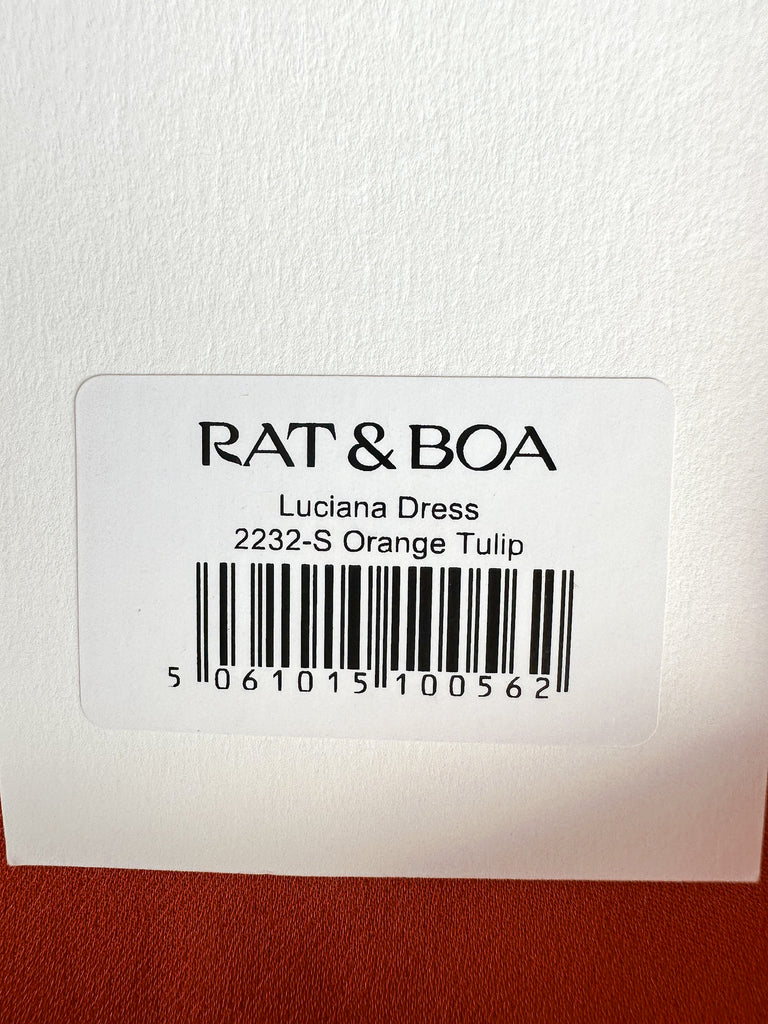 RAT & BOA
Luciana Dress
2232-S Orange Tulip
5 061015 100562